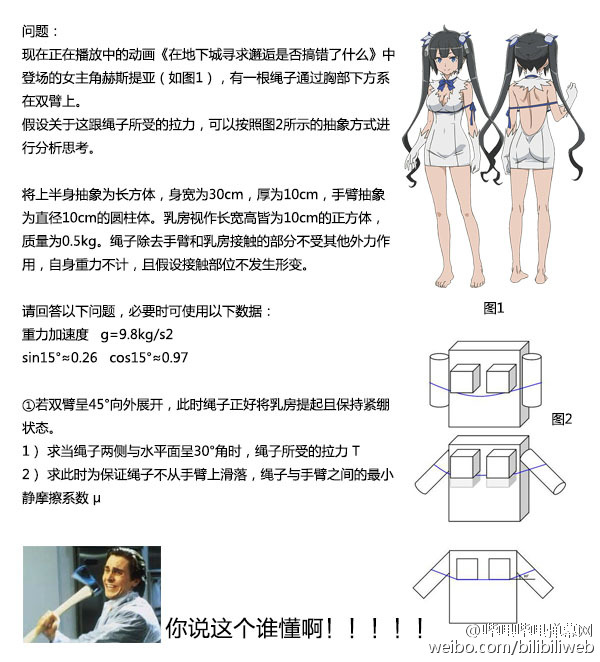 问题：
现在正在播放中的动画《在地下城寻求邂逅是否搞错了什么》中
登场的女主角赫斯提亚（如图1），有一根绳子通过胸部下方系
在双臂上。
假设关于这跟绳子所受的拉力，可以按照图2所示的抽象方式进
行分析思考。
将上半身抽象为长方体，身宽为30cm，厚为10cm，手臂抽象
为直径10cm的圆柱体。乳房视作长宽高皆为10cm的正方体，
质量为0.5kg。绳子除去手臂和乳房接触的部分不受其他外力作
用，自身重力不计，且假设接触部位不发生形变。
请回答以下问题，必要时可使用以下数据：
重力加速度 g=9.8kg/s2
sin15°≈0.26 cos15°≈0.97
①若双臂呈45°向外展开，此时绳子正好将乳房提起且保持紧绷
状态。
1） 求当绳子两侧与水平面呈30°角时，绳子所受的拉力 T
2） 求此时为保证绳子不从手臂上滑落，绳子与手臂之间的最小
静摩擦系数 μ
图1
图2
你说这个谁懂啊！！！！！
@哔哩哔哩弹幕网
weibo.com/bilibiliweb